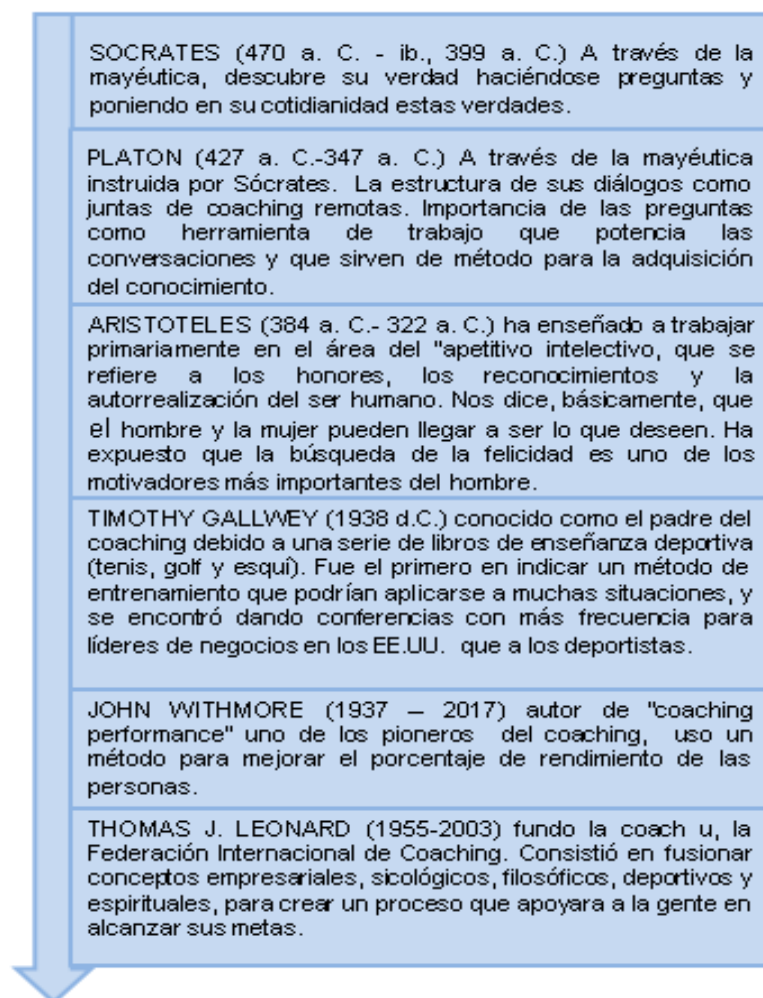 SOCRATES (470 a. C. - ib., 399 a. C.) A través de la
mayéutica, descubre su verdad haciéndose preguntas y
poniendo en su cotidianidad estas verdades.
PLATON (427 a. C.-347 a. C.) A través de la mayéutica
instruida por Sócrates. La estructura de sus diálogos como
juntas de coaching remotas. Importancia de las preguntas
como herramienta de trabajo que potencia las
conversaciones y que sirven de método para la adquisición
del conocimiento.
ARISTOTELES (384 a. C.- 322 a. C.) ha enseñado a trabajar
primariamente en el área del "apetitivo intelectivo, que se
refiere a los honores, los reconocimientos y la
autorrealización del ser humano. Nos dice, básicamente, que
el hombre y la mujer pueden llegar a ser lo que deseen. Ha
expuesto que la búsqueda de la felicidad es uno de los
motivadores más importantes del hombre.
TIMOTHY GALLWEY (1938 d.C.) conocido como el padre del
coaching debido a una serie de libros de enseñanza deportiva
(tenis, golf y esquí). Fue el primero en indicar un método de
entrenamiento que podrían aplicarse a muchas situaciones, y
se encontró dando conferencias con más frecuencia para
líderes de negocios en los EE.UU. que a los deportistas.
JOHN WITHMORE (1937 – 2017) autor de "coaching
performance" uno de los pioneros del coaching, uso un
método para mejorar el porcentaje de rendimiento de las
personas.
THOMAS J. LEONARD (1955-2003) fundo la coach u, la
Federación Internacional de Coaching. Consistió en fusionar
conceptos empresariales, sicológicos, filosóficos, deportivos y
espirituales, para crear un proceso que apoyara a la gente en
alcanzar sus metas.